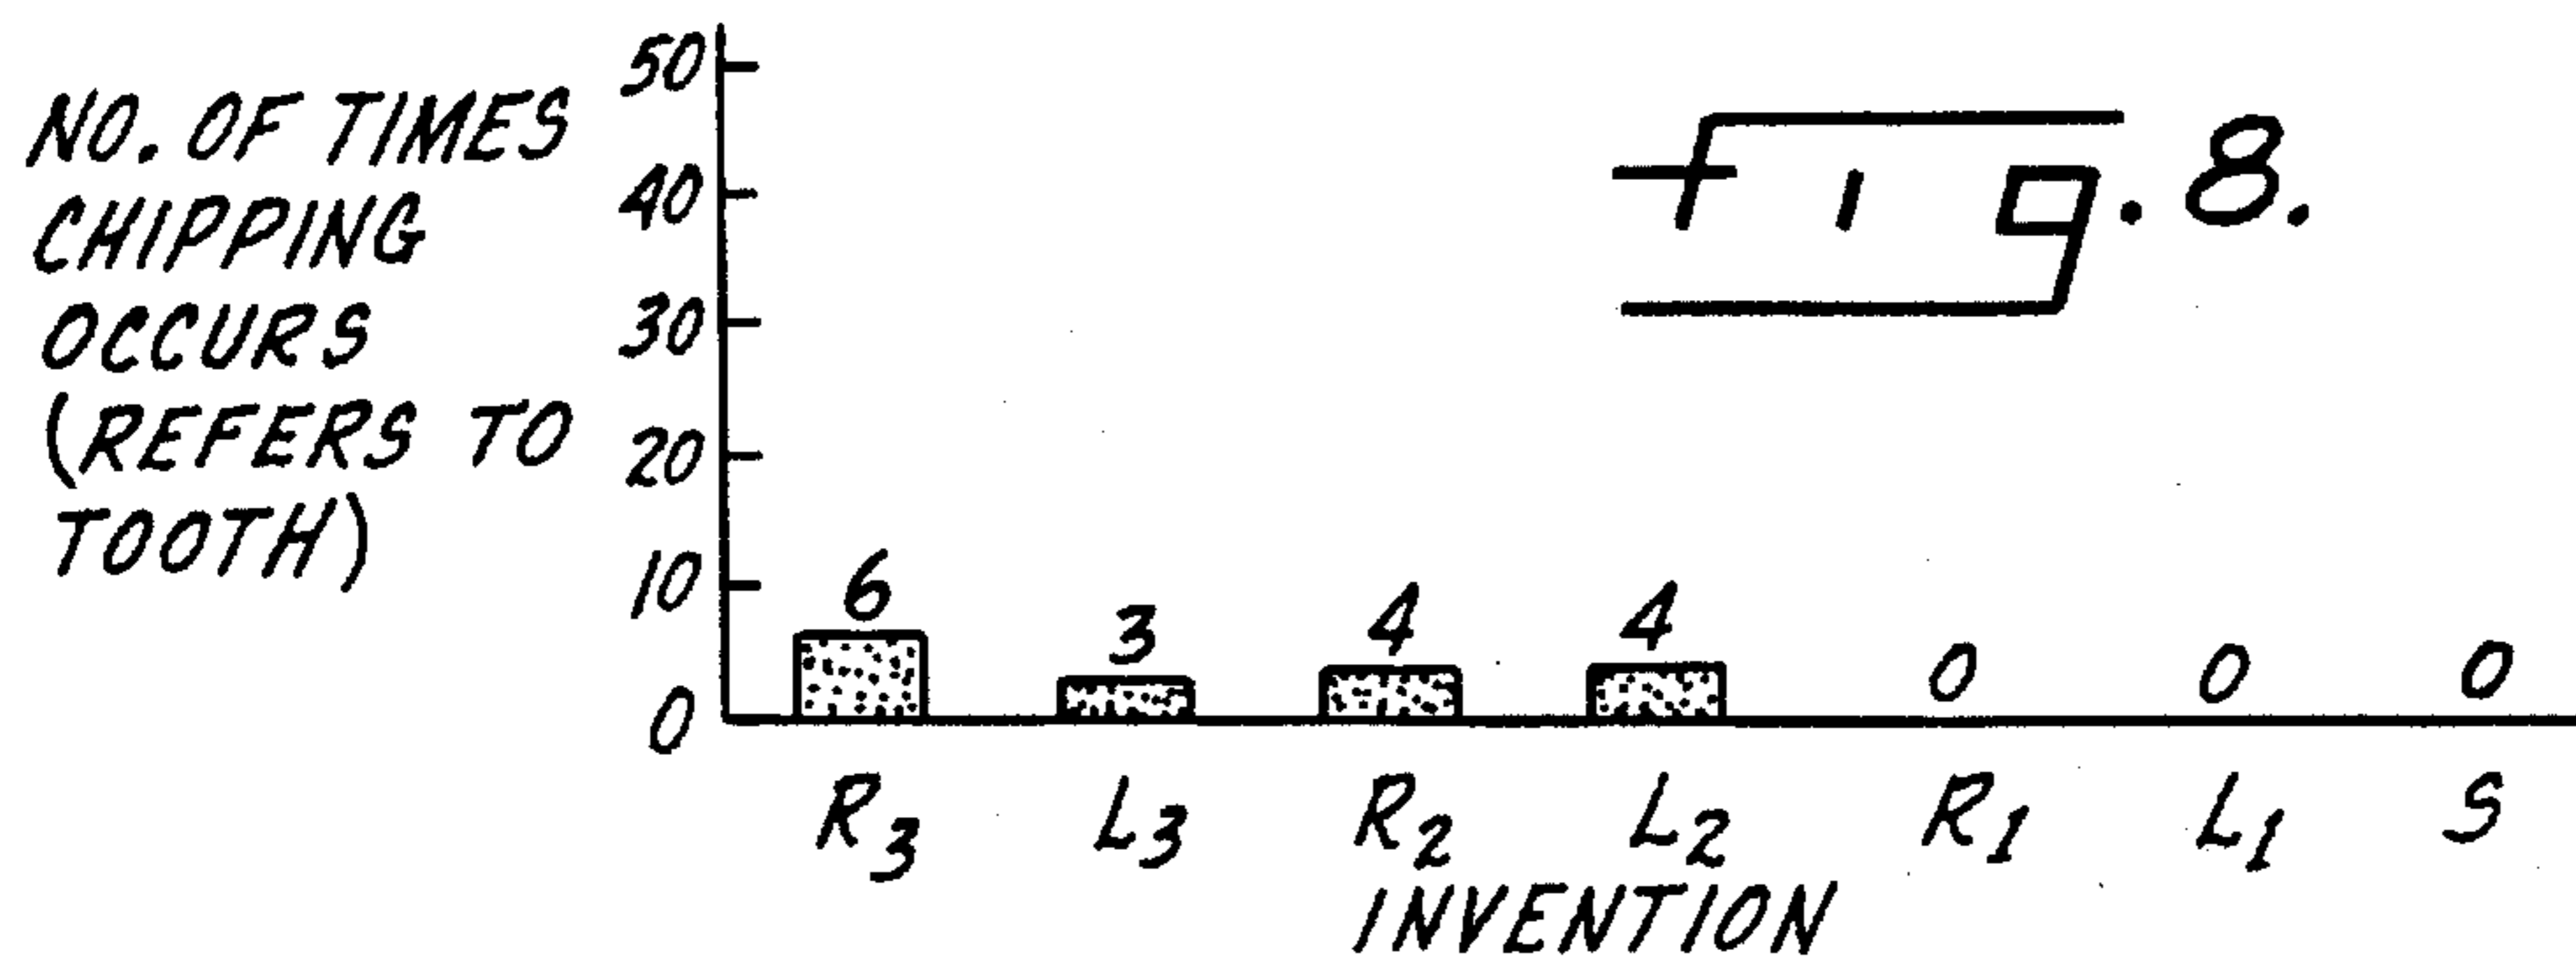 NO. OF TIMES
CHIPPING
OCCURS
(REFERS TO
TOOTH)
50
40
30
20
10
0
fig. 8.
6 3 4 4 0 0 0
R3 L3 R2 L2 R1 L1 S
INVENTION